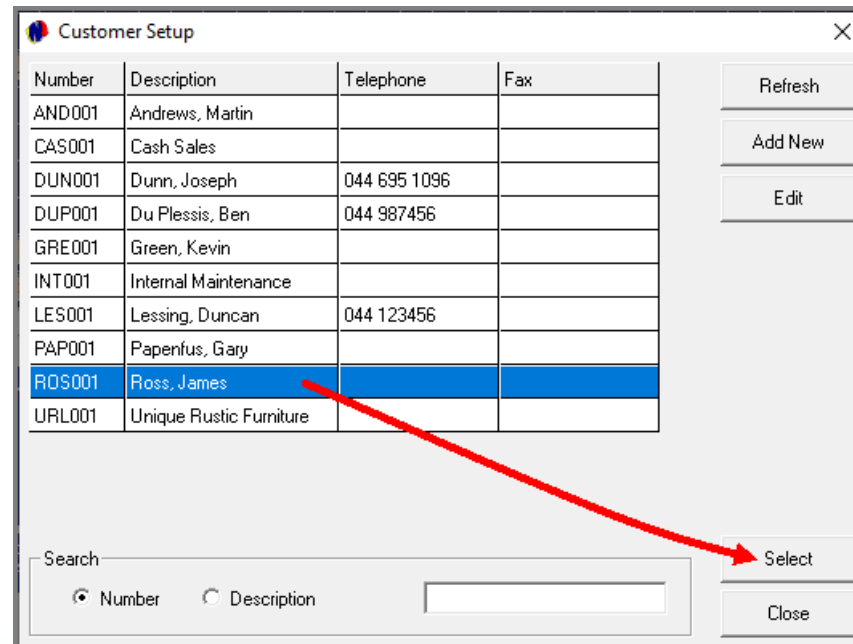 Customer Setup
Number Description Telephone Fax
AND001 Andrews, Martin
CAS001 Cash Sales
DUN001 Dunn, Joseph 044 695 1096
DUP001 Du Plessis, Ben 044 987456
GRE001 Green, Kevin
INT001 Internal Maintenance
LES001 Lessing, Duncan 044 123456
PAP001 Papenfus, Gary
ROS001 Ross, James
URL001 Unique Rustic Furniture
Refresh
Add New
Edit
Search
Number Description
Select
Close